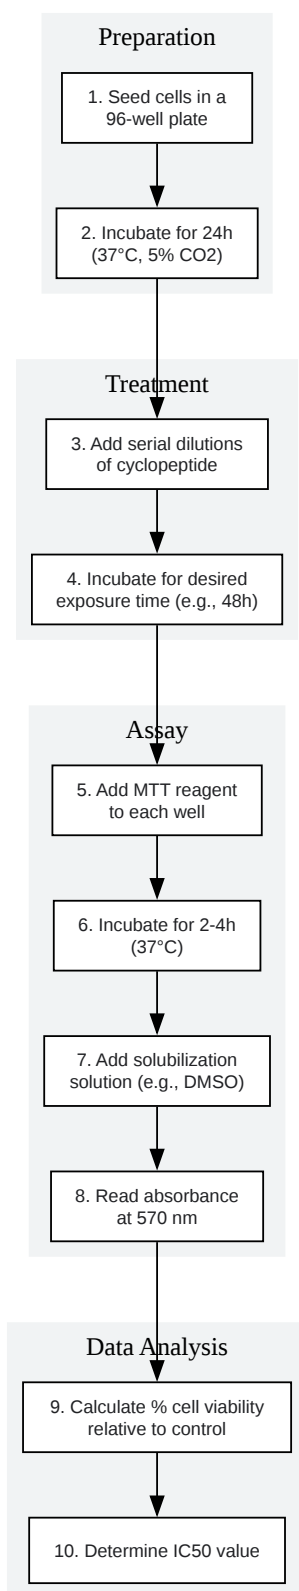 Preparation
1. Seed cells in a
96-well plate
2. Incubate for 24h
(37°C, 5% CO2)
Treatment
3. Add serial dilutions
of cyclopeptide
4. Incubate for desired
exposure time (e.g., 48h)
Assay
5. Add MTT reagent
to each well
6. Incubate for 2-4h
(37°C)
7. Add solubilization
solution (e.g., DMSO)
8. Read absorbance
at 570 nm
Data Analysis
9. Calculate % cell viability
relative to control
10. Determine IC50 value